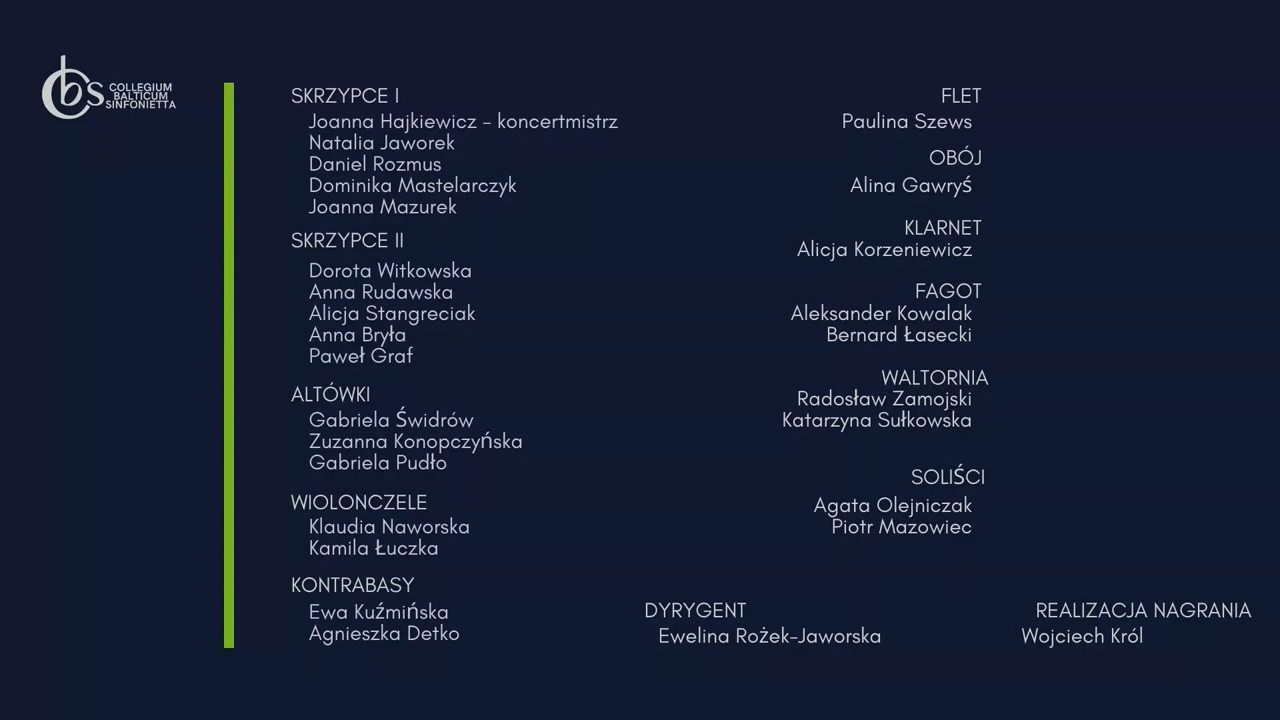 cbs COLLEGIUM
BALTICUM
SINFONIETTA
SKRZYPCE I
Joanna Hajkiewicz - koncertmistrz
Natalia Jaworek
Daniel Rozmus
Dominika Mastelarczyk
Joanna Mazurek
SKRZYPCE II
Dorota Witkowska
Anna Rudawska
Alicja Stangreciak
Anna Bryła
Paweł Graf
ALTÓWKI
Gabriela Świdrów
Zuzanna Konopczyńska
Gabriela Pudło
WIOLONCZELE
Klaudia Naworska
Kamila Łuczka
KONTRABASY
Ewa Kuźmińska
Agnieszka Detko
FLET
Paulina Szews
OBÓJ
Alina Gawryś
KLARNET
Alicja Korzeniewicz
FAGOT
Aleksander Kowalak
Bernard Łasecki
WALTORNIA
Radosław Zamojski
Katarzyna Sułkowska
SOLIŚCI
Agata Olejniczak
Piotr Mazowiec
DYRYGENT
Ewelina Rożek-Jaworska
REALIZACJA NAGRANIA
Wojciech Król